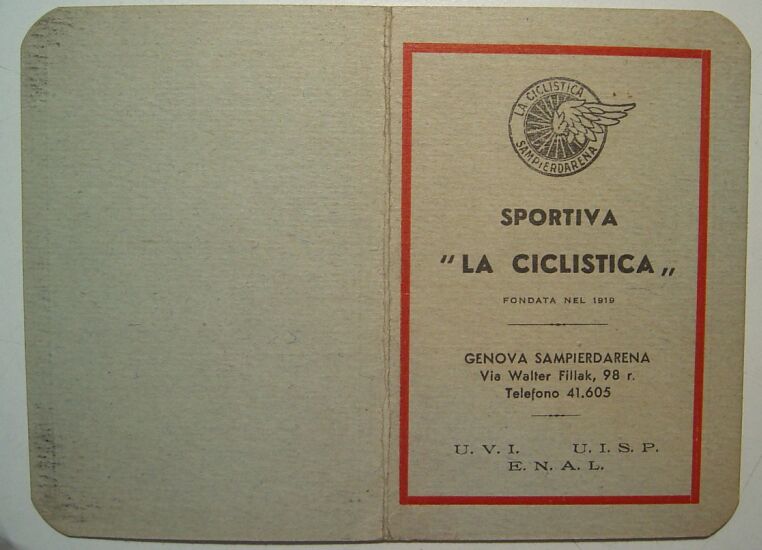 LA CICLISTICA
SAMPIERDARENA
SPORTIVA
" LA CICLISTICA „
FONDATA NEL 1919
GENOVA SAMPIERDARENA
Via Walter Fillak, 98 r.
Telefono 41.605
U. V. I. U. I. S. P.
E. N. A. L.